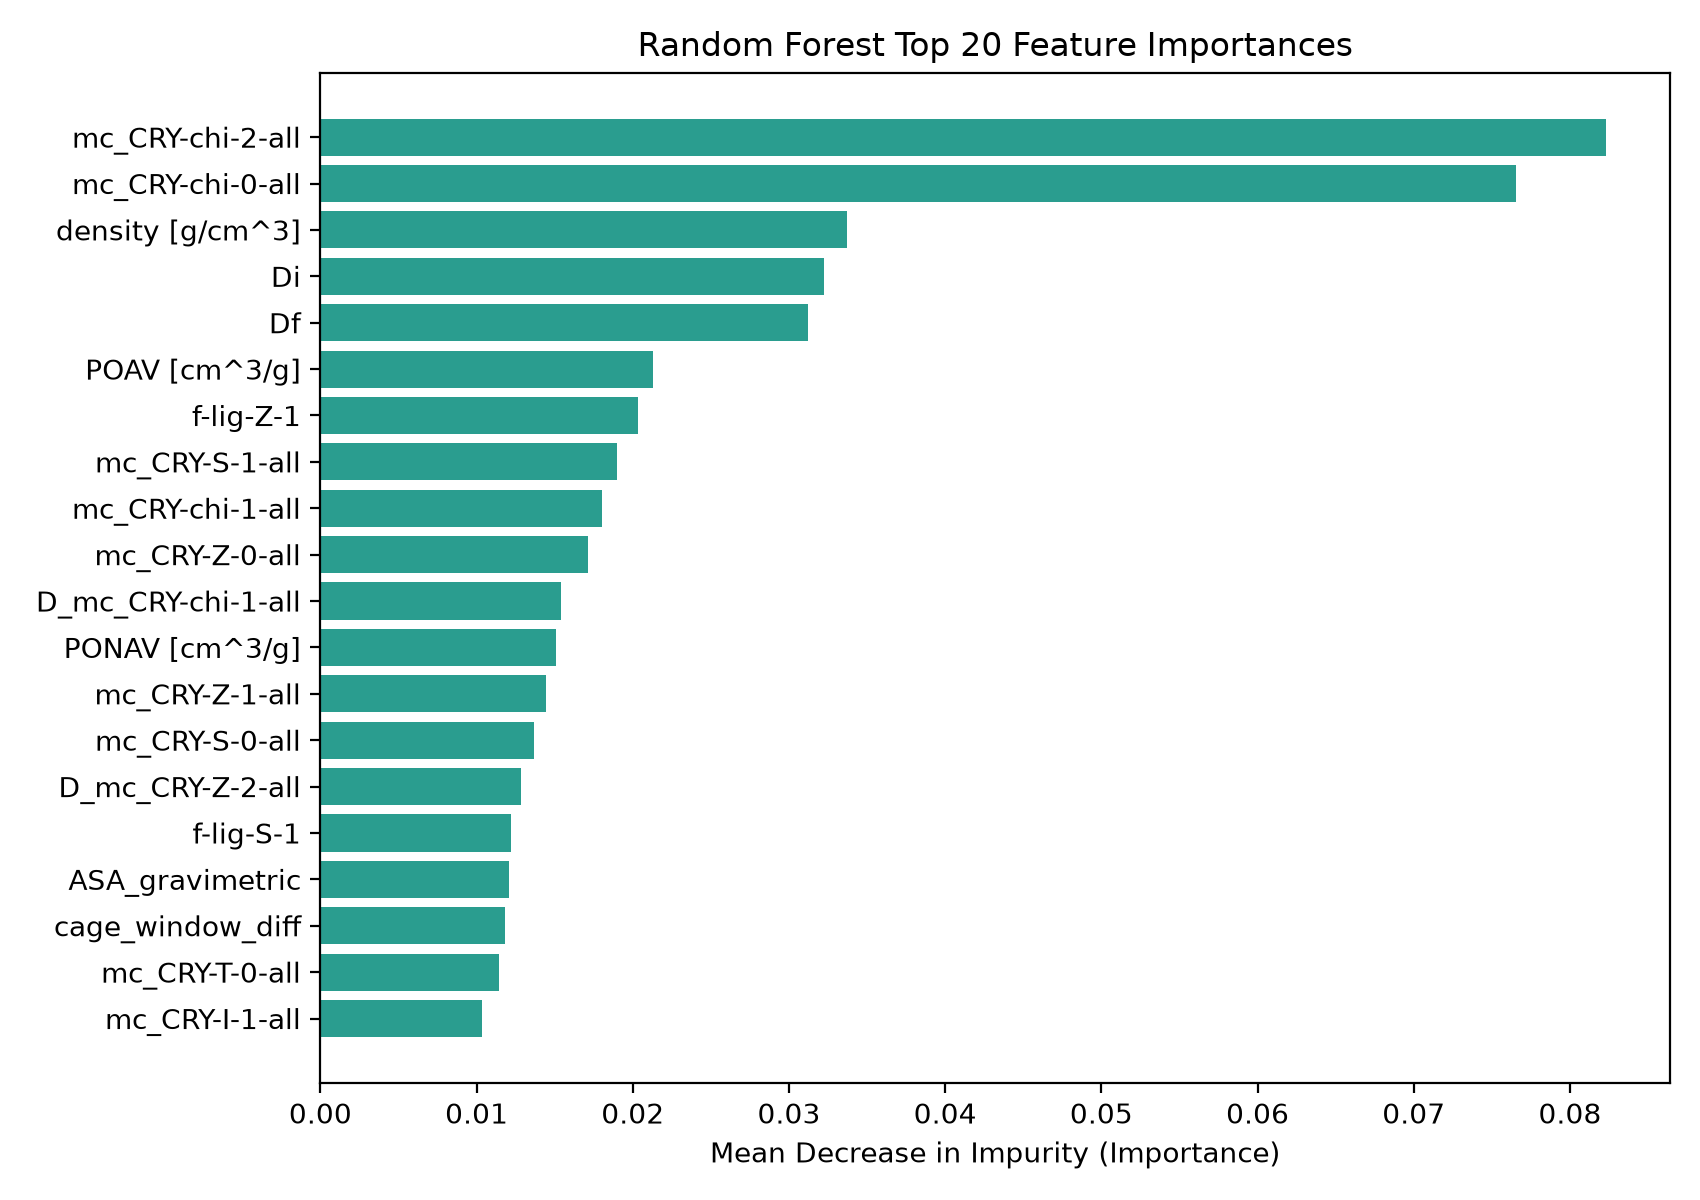 Random Forest Top 20 Feature Importances
mc_CRY-chi-2-all
mc_CRY-chi-0-all
density [g/cm^3]
Di
Df
POAV [cm^3/g]
f-lig-Z-1
mc_CRY-S-1-all
mc_CRY-chi-1-all
mc_CRY-Z-0-all
D_mc_CRY-chi-1-all
PONAV [cm^3/g]
mc_CRY-Z-1-all
mc_CRY-S-0-all
D_mc_CRY-Z-2-all
f-lig-S-1
ASA_gravimetric
cage_window_diff
mc_CRY-T-0-all
mc_CRY-I-1-all
0.00 0.01 0.02 0.03 0.04 0.05 0.06 0.07 0.08
Mean Decrease in Impurity (Importance)